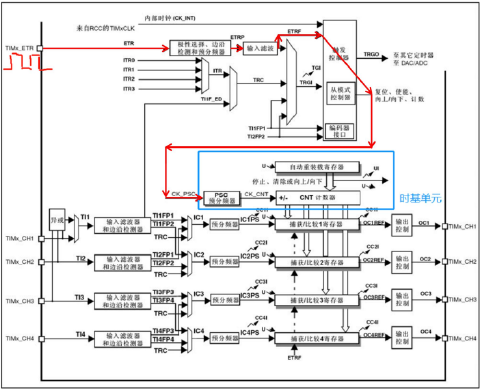 内部时钟 (CK_INT)
来自RCC的TIMxCLK
TIMx_ETR
ETR
极性选择、边沿
检测和预分频器
ETRP
输入滤波
ETRF
触发
控制器
TRGO
至其它定时器
至 DAC/ADC
ITR0
ITR1
ITR2
ITR3
ITR
TRC
TI1F_ED
TGI
TRGI
从模式
控制器
复位、使能、
向上/向下、计数
TI1FP1
TI2FP2
编码器
接口
U
自动重装载寄存器
UI
停止、清除或向上/向下
U
时基单元
CK_PSC
PSC
预分频器
CK_CNT
+/-
CNT 计数器
异或
TI1
输入滤波器
和边沿检测器
TI1FP1
TI1FP2
TRC
IC1
预分频器
IC1PS
U
捕获/比较1寄存器
CC1I
OC1REF
输出
控制
OC1
TIMx_CH1
TIMx_CH1
TI2
输入滤波器
和边沿检测器
TI2FP1
TI2FP2
TRC
IC2
预分频器
IC2PS
U
CC2I
CC2I
捕获/比较2寄存器
OC2REF
输出
控制
OC2
TIMx_CH2
TIMx_CH2
TI3
输入滤波器
和边沿检测器
TI3FP3
TI3FP4
TRC
IC3
预分频器
IC3PS
U
CC3I
CC3I
捕获/比较3寄存器
OC3REF
输出
控制
OC3
TIMx_CH3
TIMx_CH3
TI4
输入滤波器
和边沿检测器
TI4FP3
TI4FP4
TRC
IC4
预分频器
IC4PS
U
CC4I
CC4I
捕获/比较4寄存器
OC4REF
输出
控制
OC4
TIMx_CH4
TIMx_CH4
ETRF